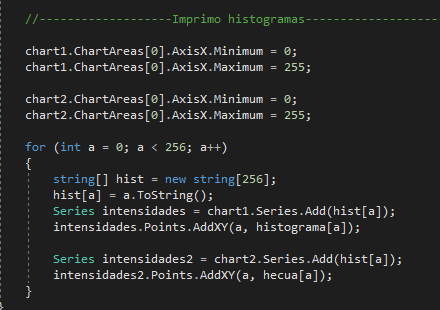 //--------------------Imprimo histogramas--------------------
chart1.ChartAreas[0].AxisX.Minimum = 0;
chart1.ChartAreas[0].AxisX.Maximum = 255;
chart2.ChartAreas[0].AxisX.Minimum = 0;
chart2.ChartAreas[0].AxisX.Maximum = 255;
for (int a = 0; a < 256; a++)
{
string[] hist = new string[256];
hist[a] = a.ToString();
Series intensidades = chart1.Series.Add(hist[a]);
intensidades.Points.AddXY(a, histograma[a]);
Series intensidades2 = chart2.Series.Add(hist[a]);
intensidades2.Points.AddXY(a, hecua[a]);
}
}